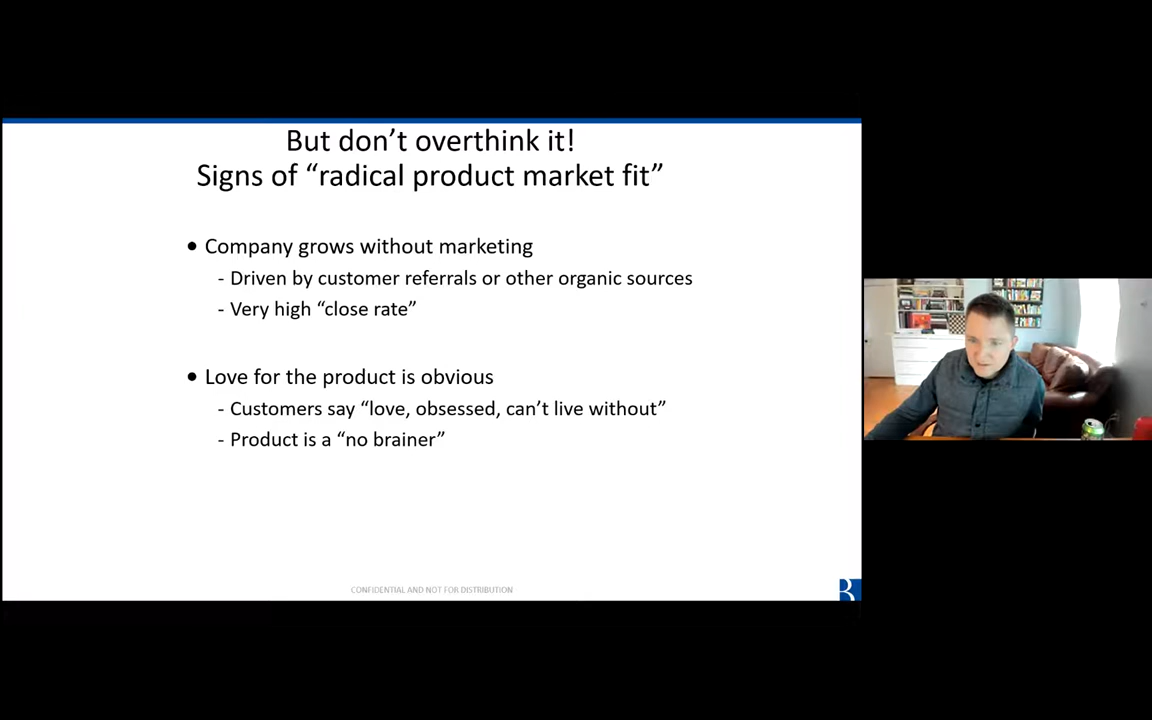 But don’t overthink it!
Signs of “radical product market fit”
• Company grows without marketing
- Driven by customer referrals or other organic sources
- Very high “close rate”
• Love for the product is obvious
- Customers say “love, obsessed, can’t live without”
- Product is a “no brainer”
CONFIDENTIAL AND NOT FOR DISTRIBUTION